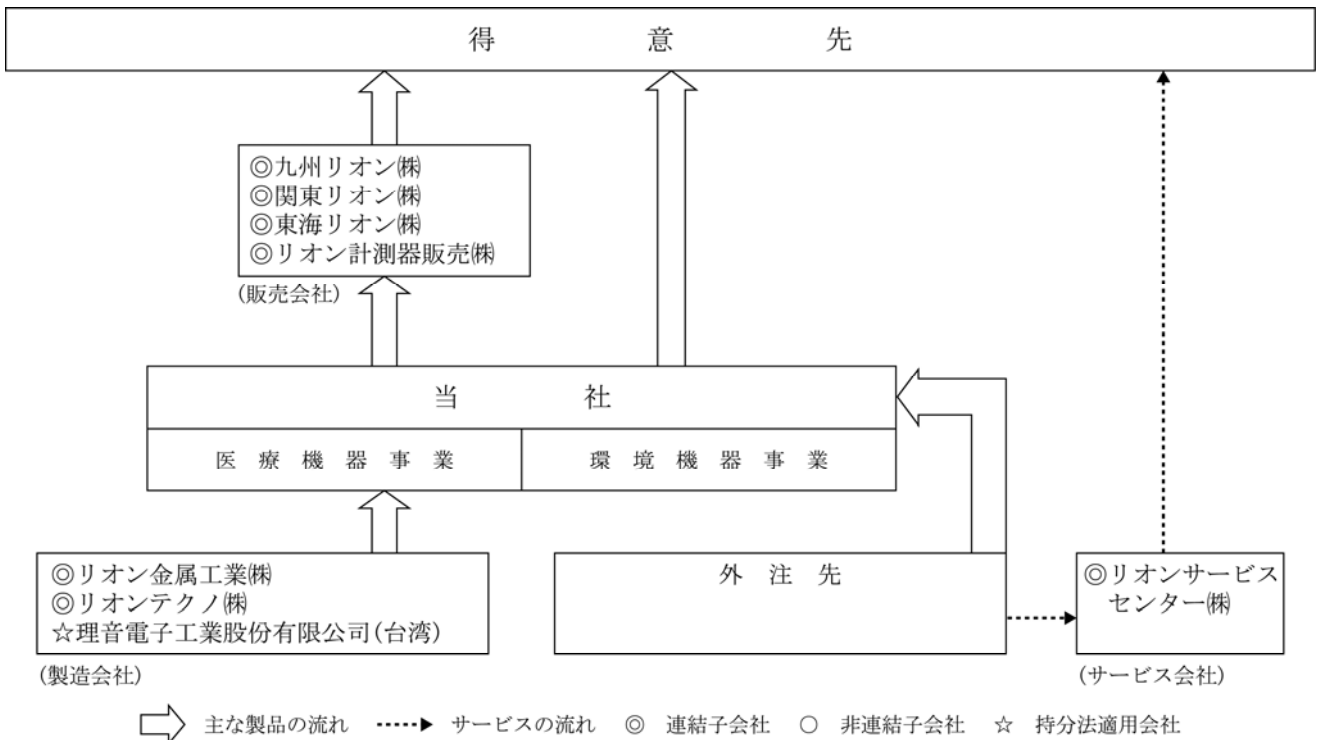 得意先
◎九州リオン㈱
◎関東リオン㈱
◎東海リオン㈱
◎リオン計測器販売㈱
(販売会社)
当社
医療機器事業 環境機器事業
◎リオン金属工業㈱
◎リオンテクノ㈱
☆理音電子工業股份有限公司(台湾)
(製造会社)
外注先
◎リオンサービス
センター㈱
(サービス会社)
主な製品の流れ サービスの流れ ◎ 連結子会社 ○ 非連結子会社 ☆ 持分法適用会社